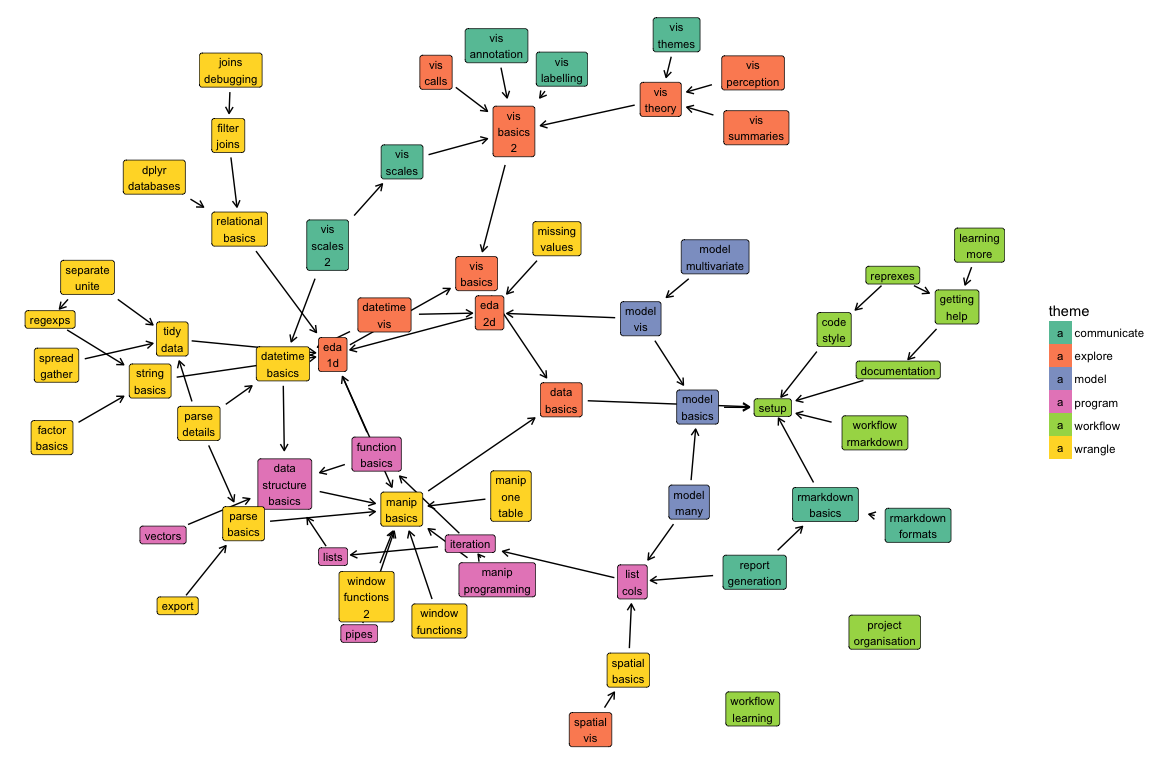 vis
themes
vis
annotation
vis
calls
vis
labelling
vis
perception
joins
debugging
vis
theory
vis
summaries
vis
basics
2
filter
joins
vis
scales
dplyr
databases
relational
basics
vis
scales
2
missing
values
model
multivariate
learning
more
separate
unite
vis
basics
reprexes
getting
help
regexps
datetime
vis
eda
2d
model
vis
code
style
tidy
data
spread
gather
datetime
basics
eda
1d
string
basics
documentation
data
basics
model
basics
setup
parse
details
factor
basics
workflow
rmarkdown
function
basics
data
structure
basics
manip
one
table
manip
basics
model
many
rmarkdown
basics
rmarkdown
formats
vectors
parse
basics
iteration
lists
manip
programming
list
cols
report
generation
export
window
functions
2
window
functions
pipes
project
organisation
spatial
basics
workflow
learning
spatial
vis
theme
a communicate
a explore
a model
a program
a workflow
a wrangle